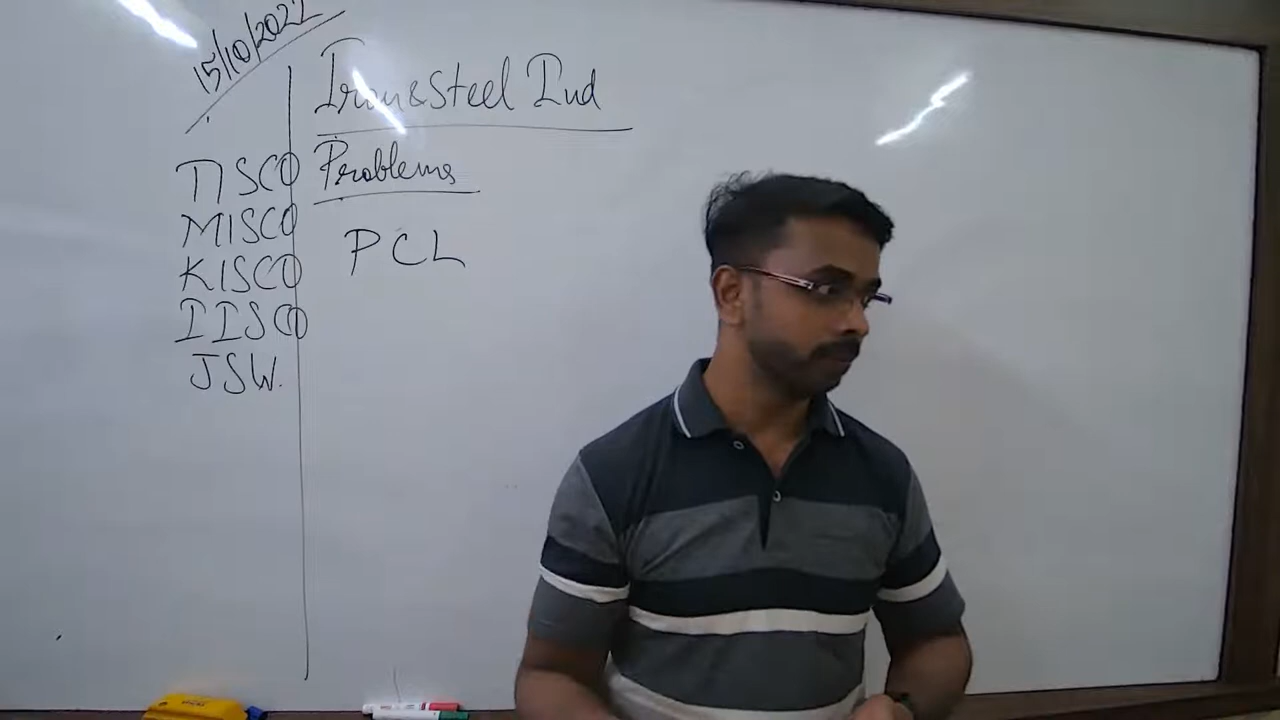 15/10/2022
Iron & Steel Ind
Problems
PCL
TISCO
MISCO
KISCO
IISCO
JSW.